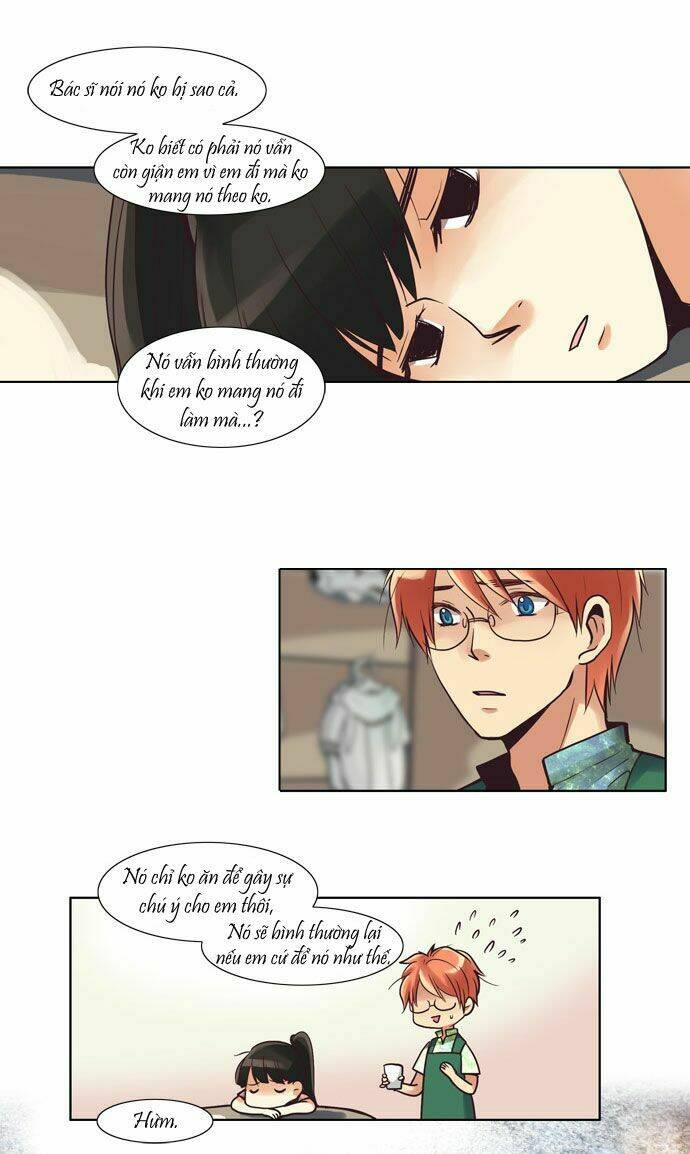 Bác sĩ nói nó ko bị sao cả.
Ko biết có phải nó vẫn
còn giận em vì em đi mà ko
mang nó theo ko.
Nó vẫn bình thường
khi em ko mang nó đi
làm mà...?
Nó chỉ ko ăn để gây sự
chú ý cho em thôi,
Nó sẽ bình thường lại
nếu em cứ để nó như thế.
Hừm.